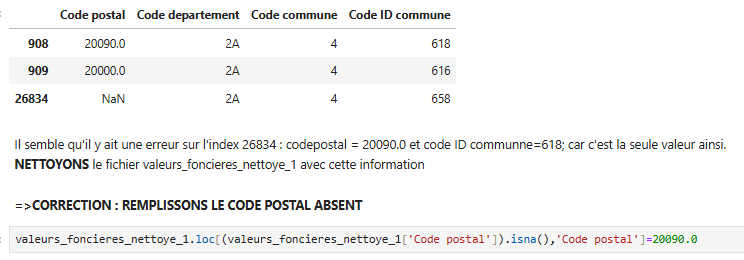 Code postal Code departement Code commune Code ID commune
908 20090.0 2A 4 618
909 20000.0 2A 4 616
26834 NaN 2A 4 658
Il semble qu'il y ait une erreur sur l'index 26834 : codepostal = 20090.0 et code ID communne=618; car c'est la seule valeur ainsi.
NETTOYONS le fichier valeurs_foncieres_nettoye_1 avec cette information
=>CORRECTION : REMPLISSONS LE CODE POSTAL ABSENT
valeurs_foncieres_nettoye_1.loc[(valeurs_foncieres_nettoye_1['Code postal']).isna(),'Code postal']=20090.0